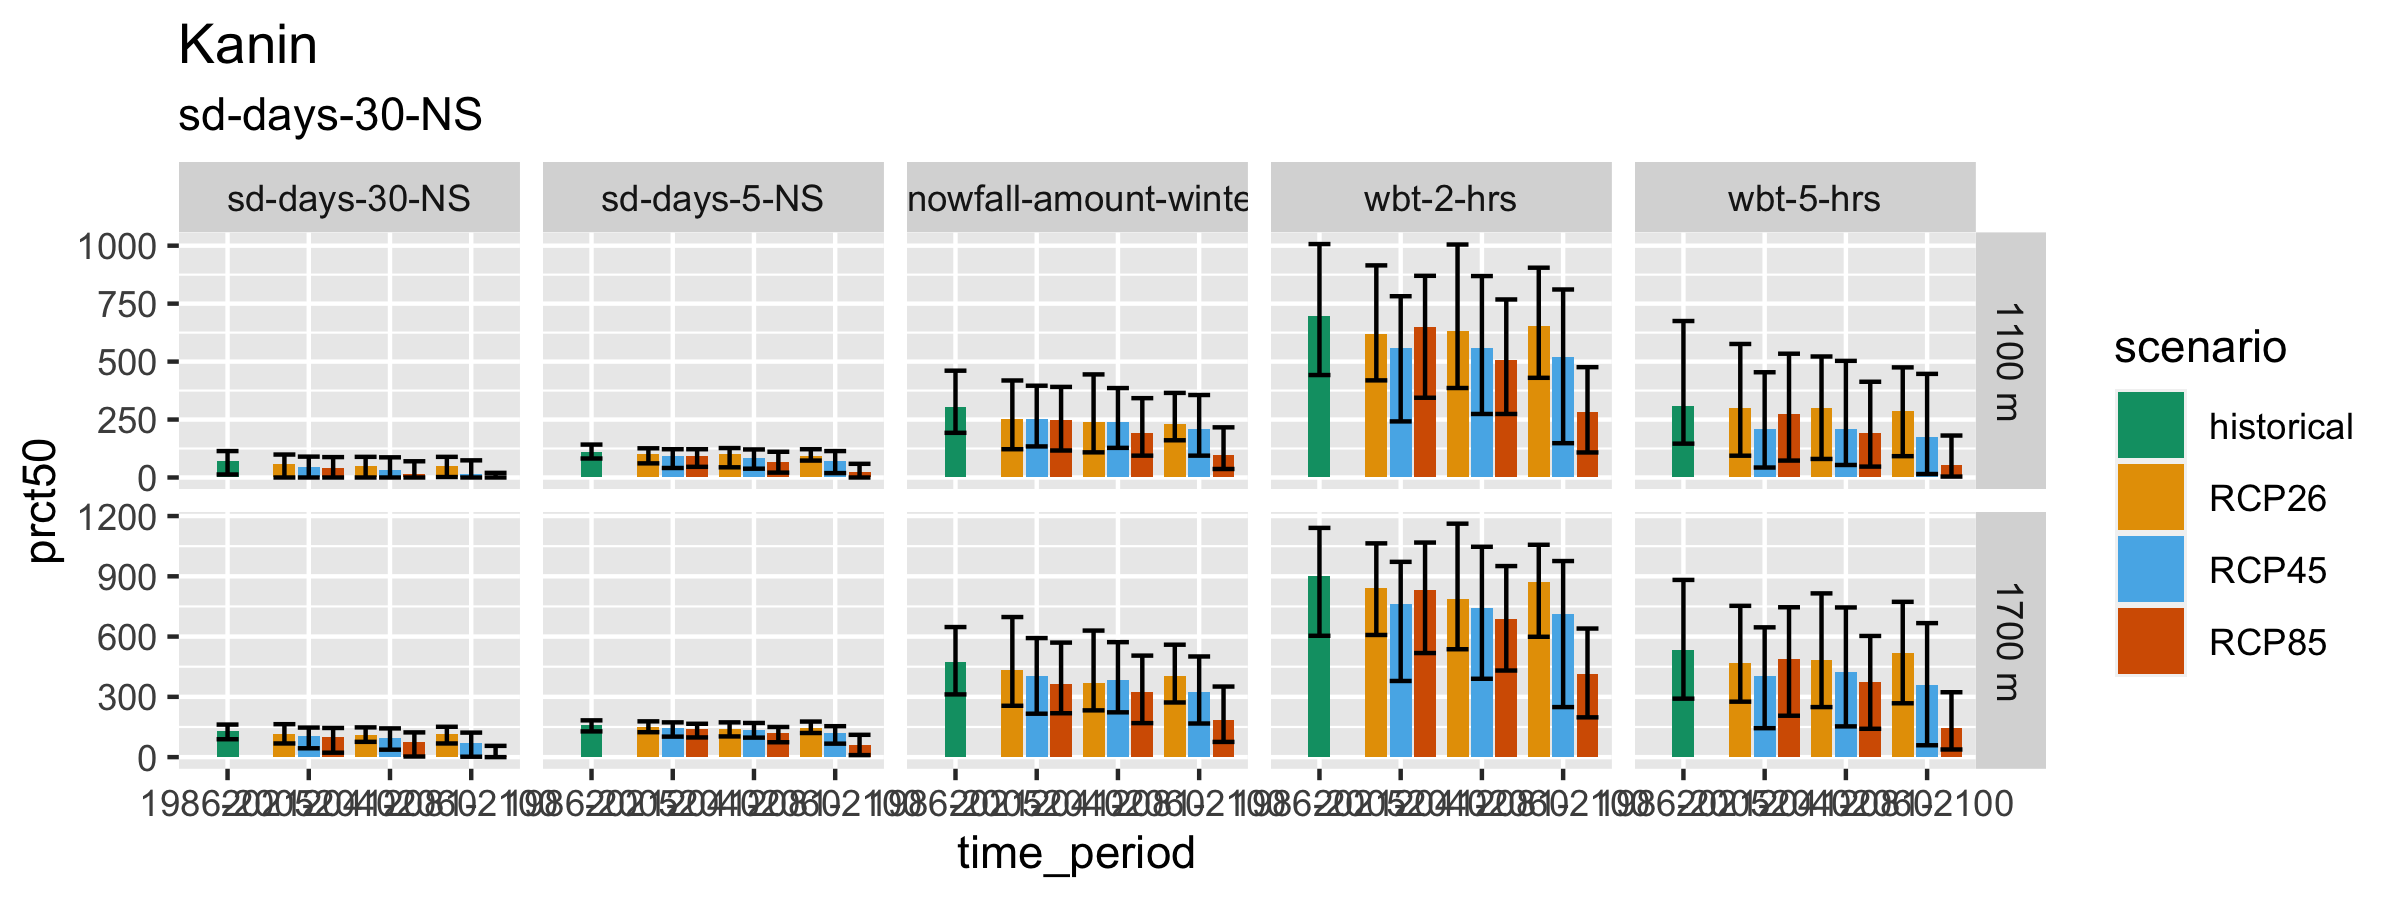 Kanin
sd-days-30-NS
sd-days-30-NS
sd-days-5-NS
nowfall-amount-winte
wbt-2-hrs
wbt-5-hrs
1000
750
500
250
0
1100 m
1200
900
600
300
0
1700 m
prct50
time_period
scenario
historical
RCP26
RCP45
RCP85